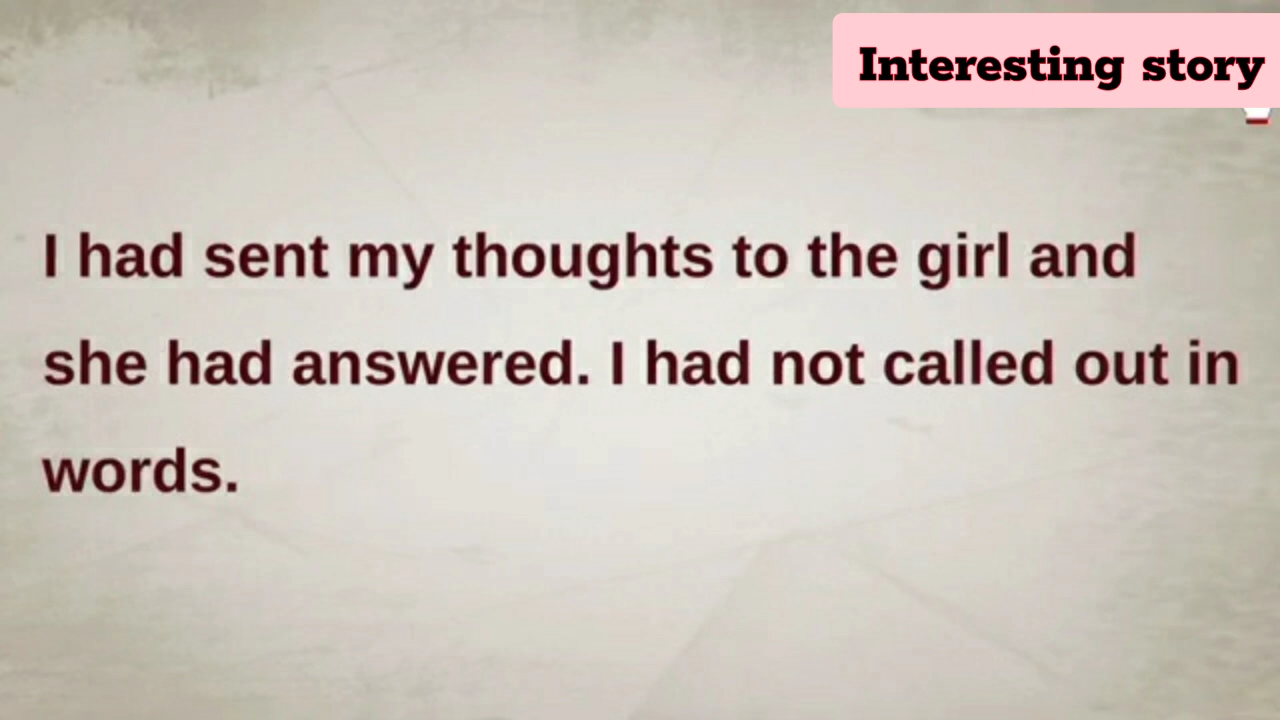 Interesting story
I had sent my thoughts to the girl and
she had answered. I had not called out in
words.